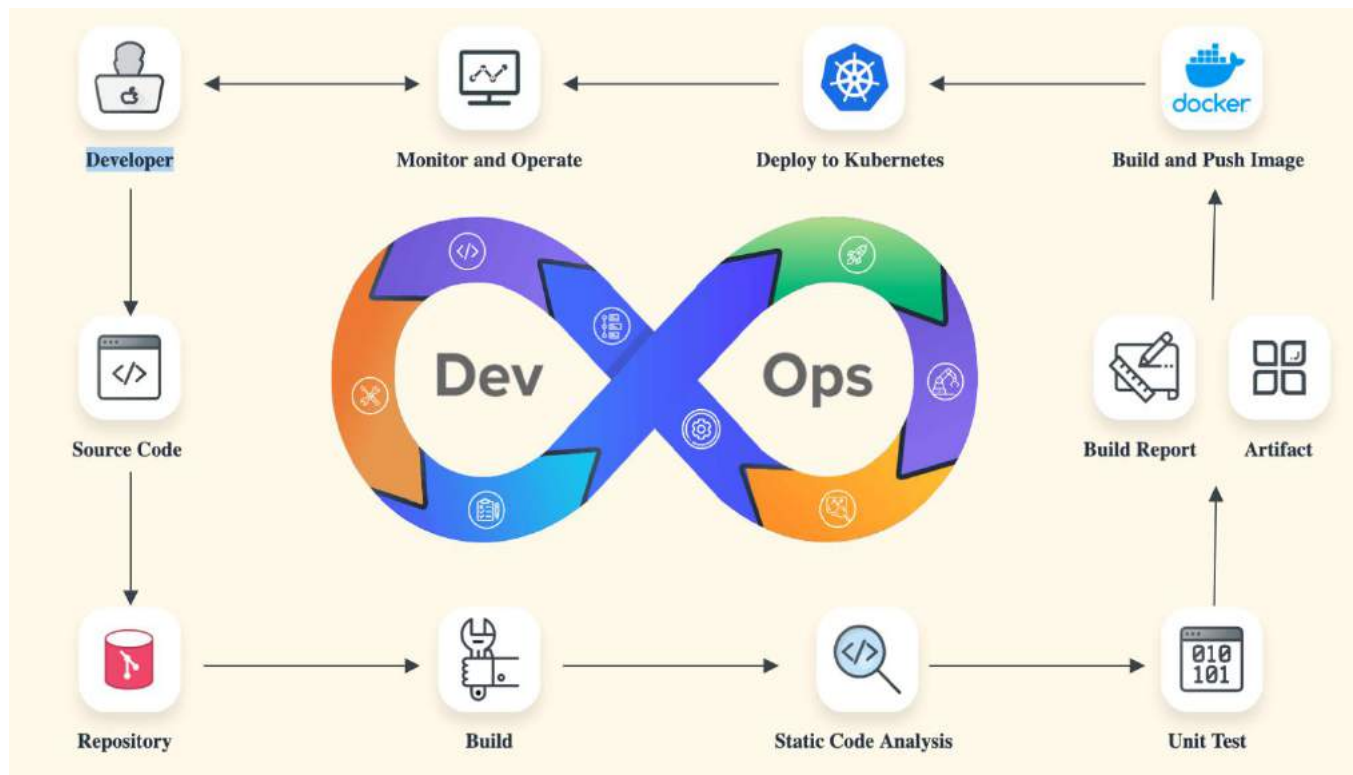 docker
Developer
Monitor and Operate
Deploy to Kubernetes
Build and Push Image
</>
Dev
Ops
</>
Source Code
Build Report
Artifact
</>
010
101
Repository
Build
Static Code Analysis
Unit Test